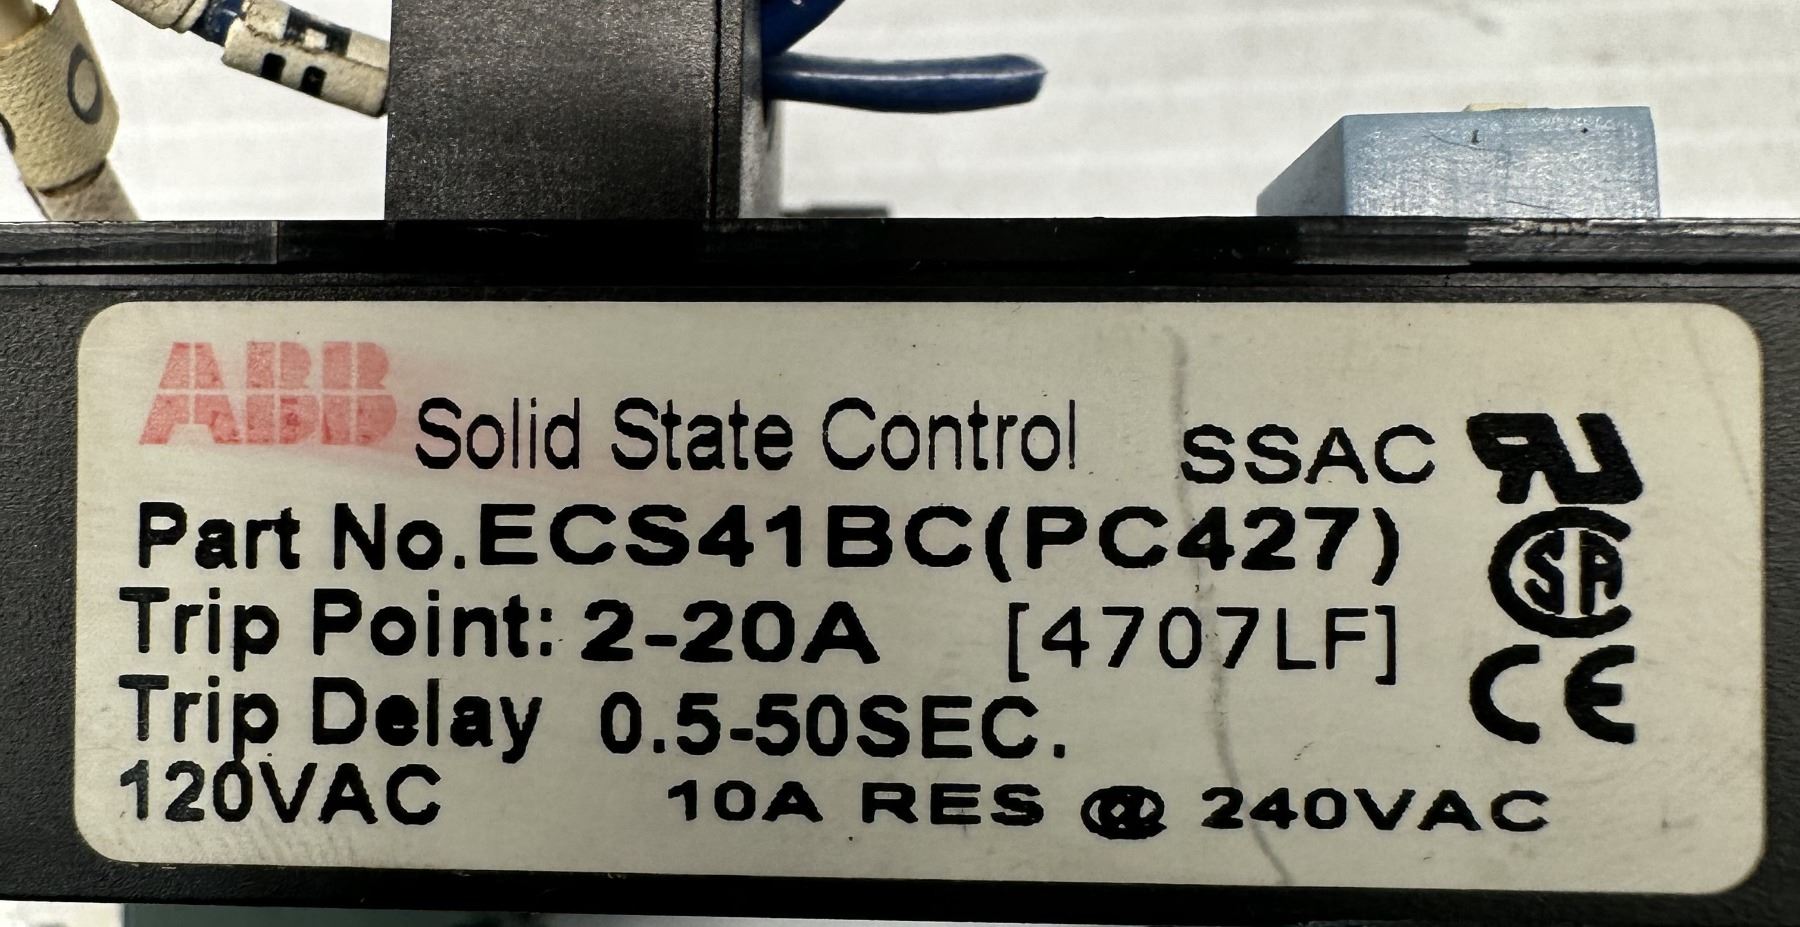 ABB Solid State Control SSAC
Part No.ECS41BC(PC427)
Trip Point: 2-20A [4707LF]
Trip Delay 0.5-50SEC.
120VAC 10A RES @ 240VAC